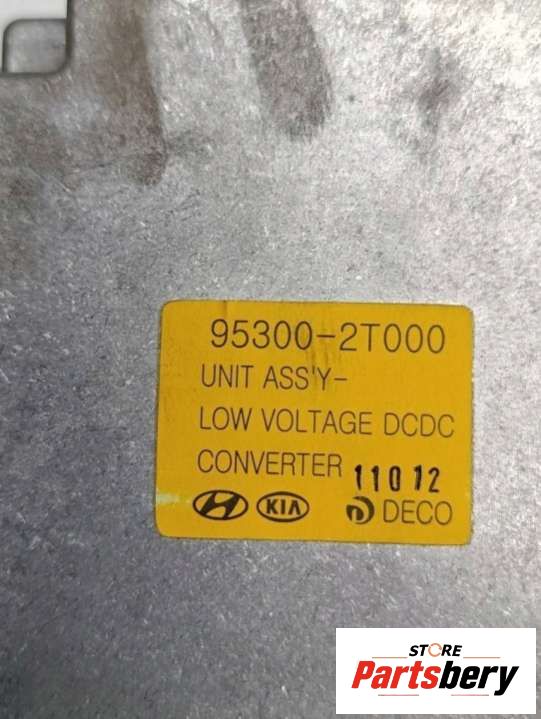 95300-2T000
UNIT ASS'Y-
LOW VOLTAGE DCDC
CONVERTER 11012
KIA DECO
STORE
Partsbery